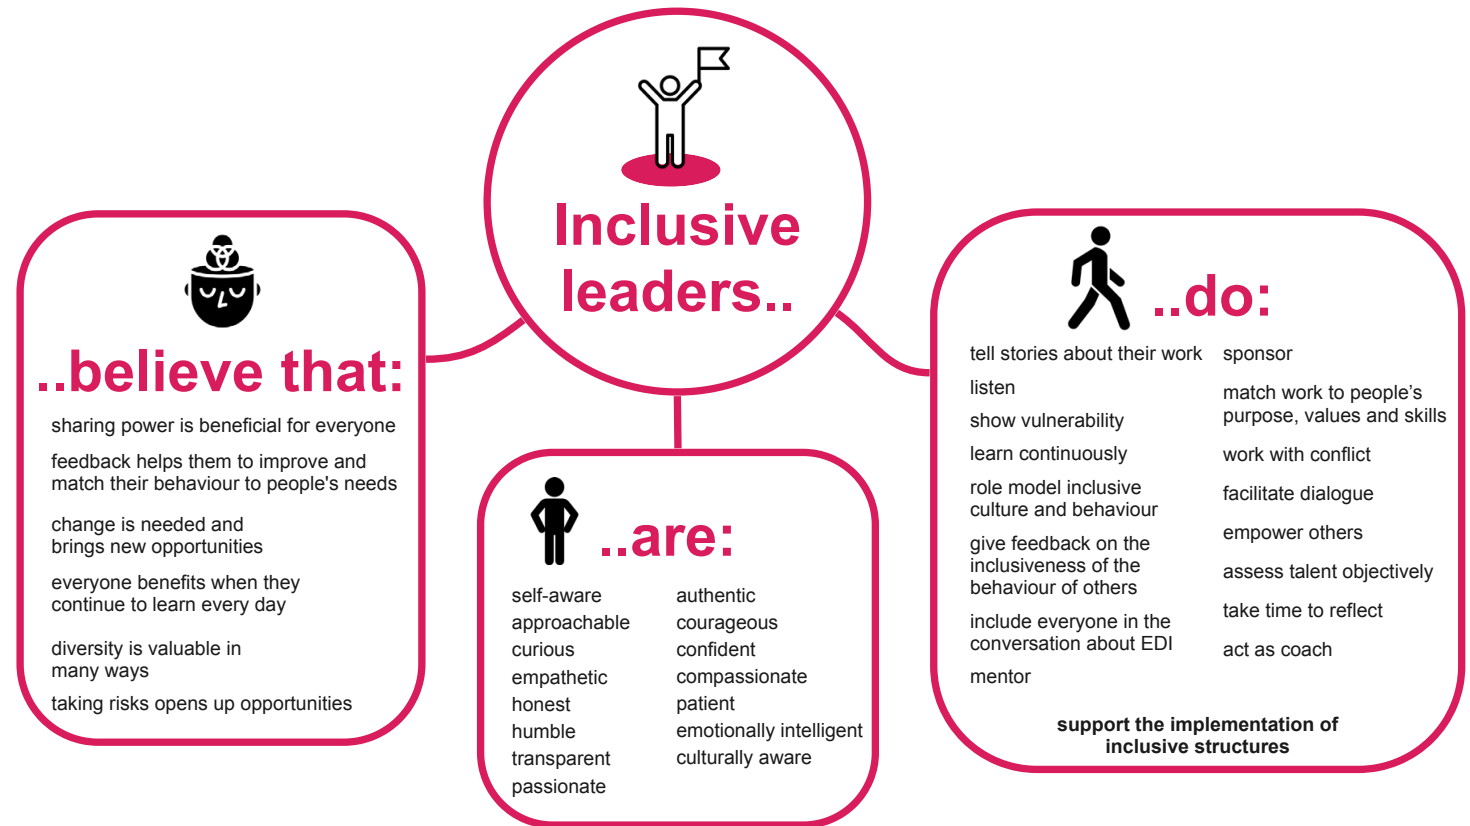 Inclusive
leaders..
..believe that:
sharing power is beneficial for everyone
feedback helps them to improve and
match their behaviour to people's needs
change is needed and
brings new opportunities
everyone benefits when they
continue to learn every day
diversity is valuable in
many ways
taking risks opens up opportunities
..are:
self-aware
approachable
curious
empathetic
honest
humble
transparent
passionate
authentic
courageous
confident
compassionate
patient
emotionally intelligent
culturally aware
..do:
tell stories about their work
listen
show vulnerability
learn continuously
role model inclusive
culture and behaviour
give feedback on the
inclusiveness of the
behaviour of others
include everyone in the
conversation about EDI
mentor
sponsor
match work to people’s
purpose, values and skills
work with conflict
facilitate dialogue
empower others
assess talent objectively
take time to reflect
act as coach
support the implementation of
inclusive structures